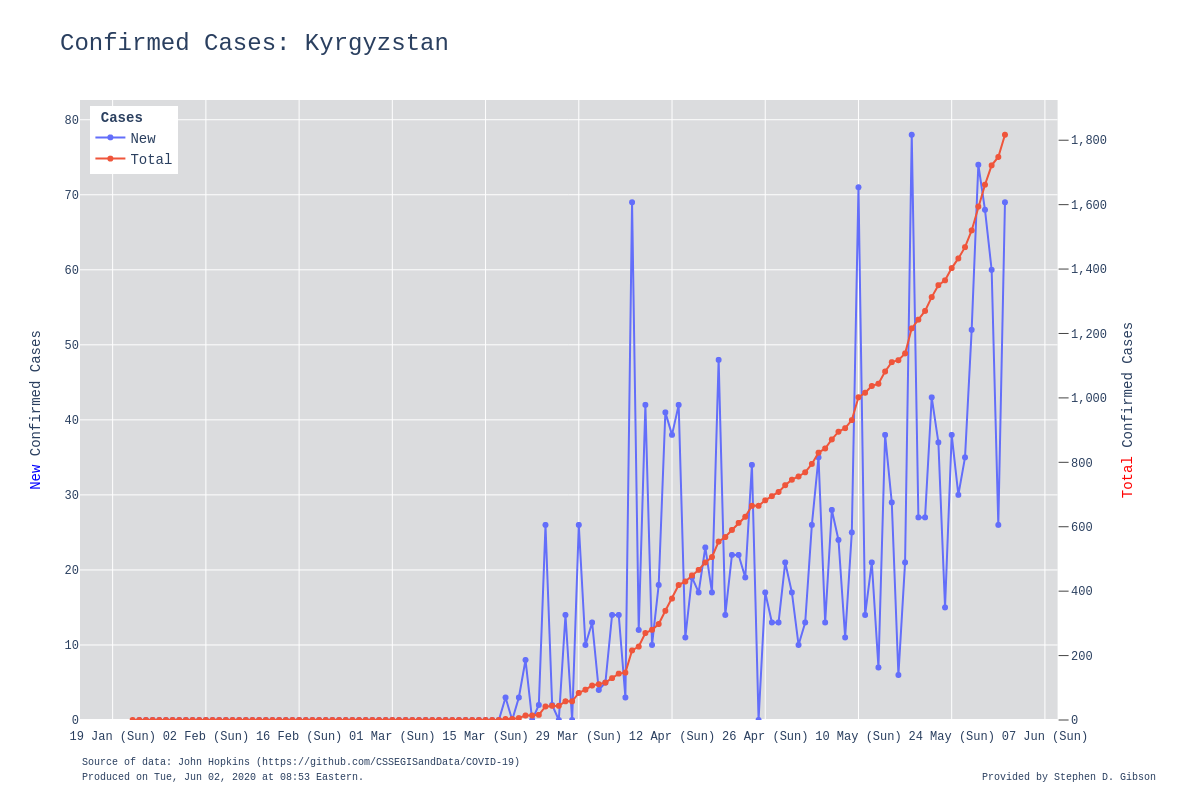 Confirmed Cases: Kyrgyzstan
Cases
New
Total
80
70
60
50
40
30
20
10
0
New Confirmed Cases
1,800
1,600
1,400
1,200
1,000
800
600
400
200
0
Total Confirmed Cases
19 Jan (Sun) 02 Feb (Sun) 16 Feb (Sun) 01 Mar (Sun) 15 Mar (Sun) 29 Mar (Sun) 12 Apr (Sun) 26 Apr (Sun) 10 May (Sun) 24 May (Sun) 07 Jun (Sun)
Source of data: John Hopkins (https://github.com/CSSEGISandData/COVID-19)
Produced on Tue, Jun 02, 2020 at 08:53 Eastern.
Provided by Stephen D. Gibson